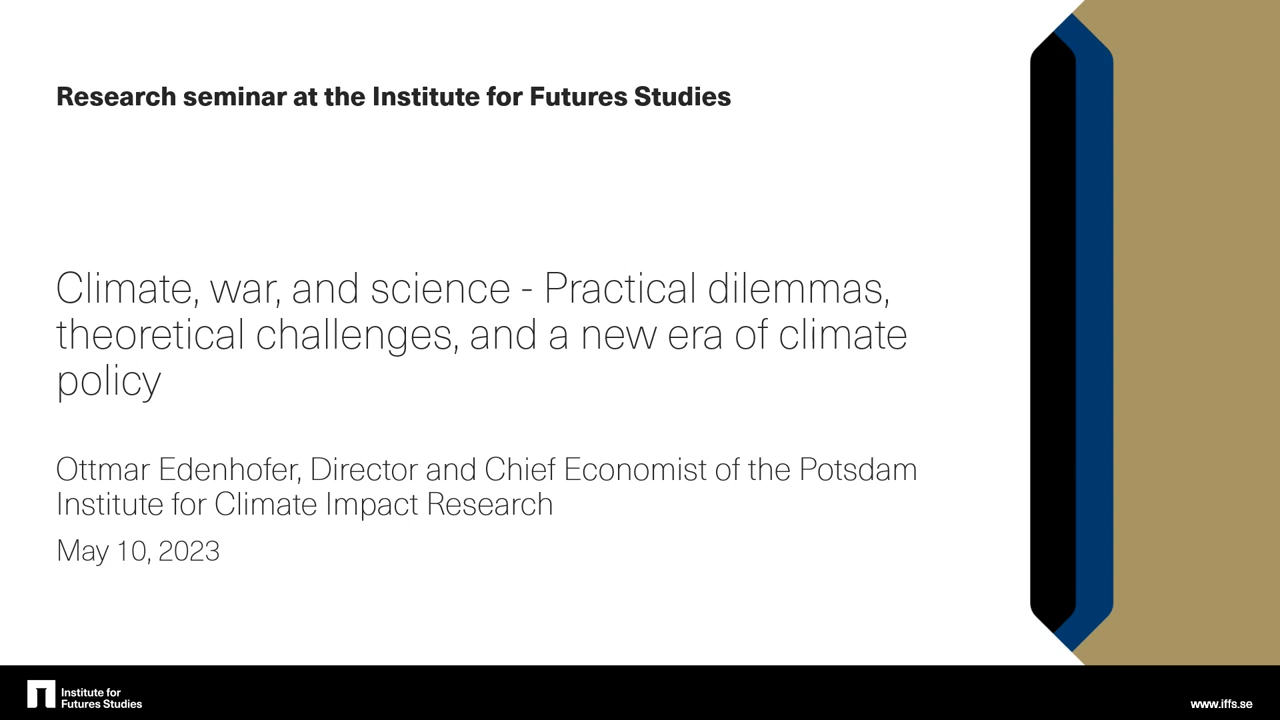 Research seminar at the Institute for Futures Studies
Climate, war, and science - Practical dilemmas,
theoretical challenges, and a new era of climate
policy
Ottmar Edenhofer, Director and Chief Economist of the Potsdam
Institute for Climate Impact Research
May 10, 2023
Institute for
Futures Studies
www.iffs.se